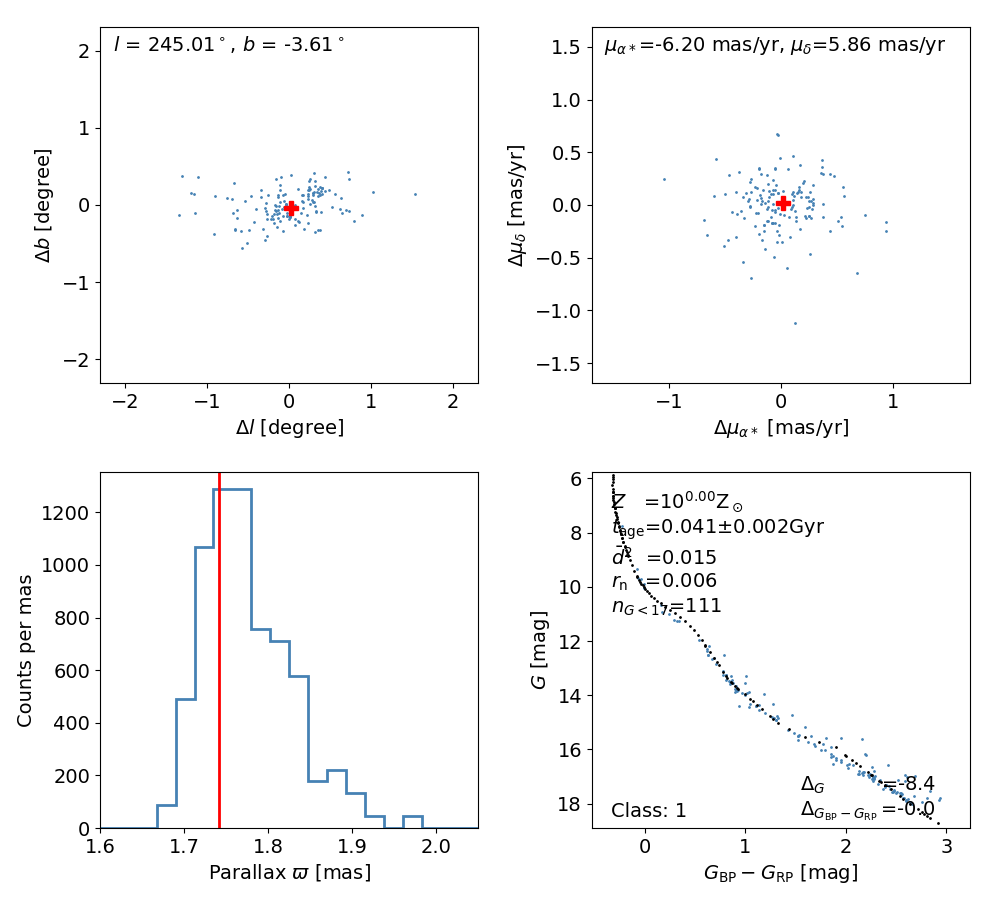 l = 245.01°, b = -3.61°
2
1
0
−1
−2
Δb [degree]
−2 −1 0 1 2
Δl [degree]
μα*=-6.20 mas/yr, μδ=5.86 mas/yr
1.5
1.0
0.5
0.0
−0.5
−1.0
−1.5
Δμδ [mas/yr]
−1 0 1
Δμα* [mas/yr]
1200
1000
800
600
400
200
0
Counts per mas
1.6 1.7 1.8 1.9 2.0
Parallax ϖ [mas]
6
8
10
12
14
16
18
G [mag]
Z =10^0.00 Z⊙
tage=0.041±0.002Gyr
d̄² =0.015
rn =0.006
nG<17=111
ΔG =-8.4
Class: 1 ΔGBP−GRP =-0.0
0 1 2 3
GBP − GRP [mag]